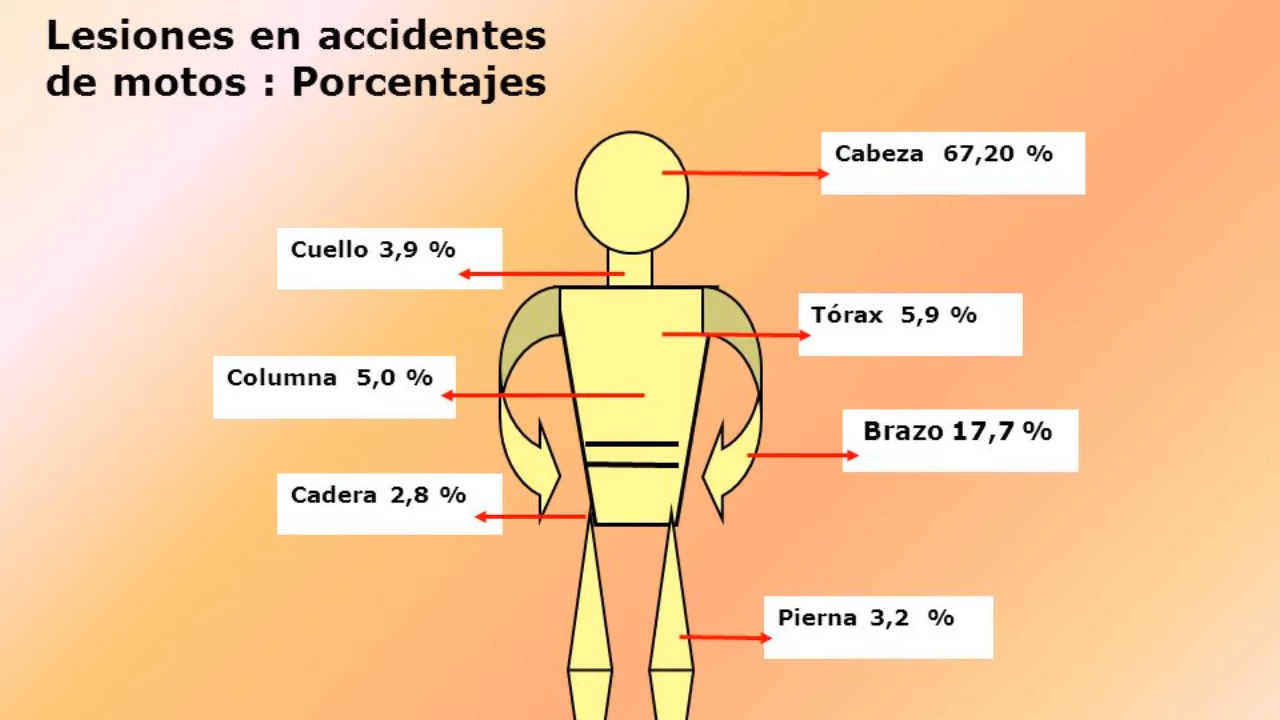 Lesiones en accidentes
de motos : Porcentajes
Cabeza 67,20 %
Cuello 3,9 %
Tórax 5,9 %
Columna 5,0 %
Brazo 17,7 %
Cadera 2,8 %
Pierna 3,2 %